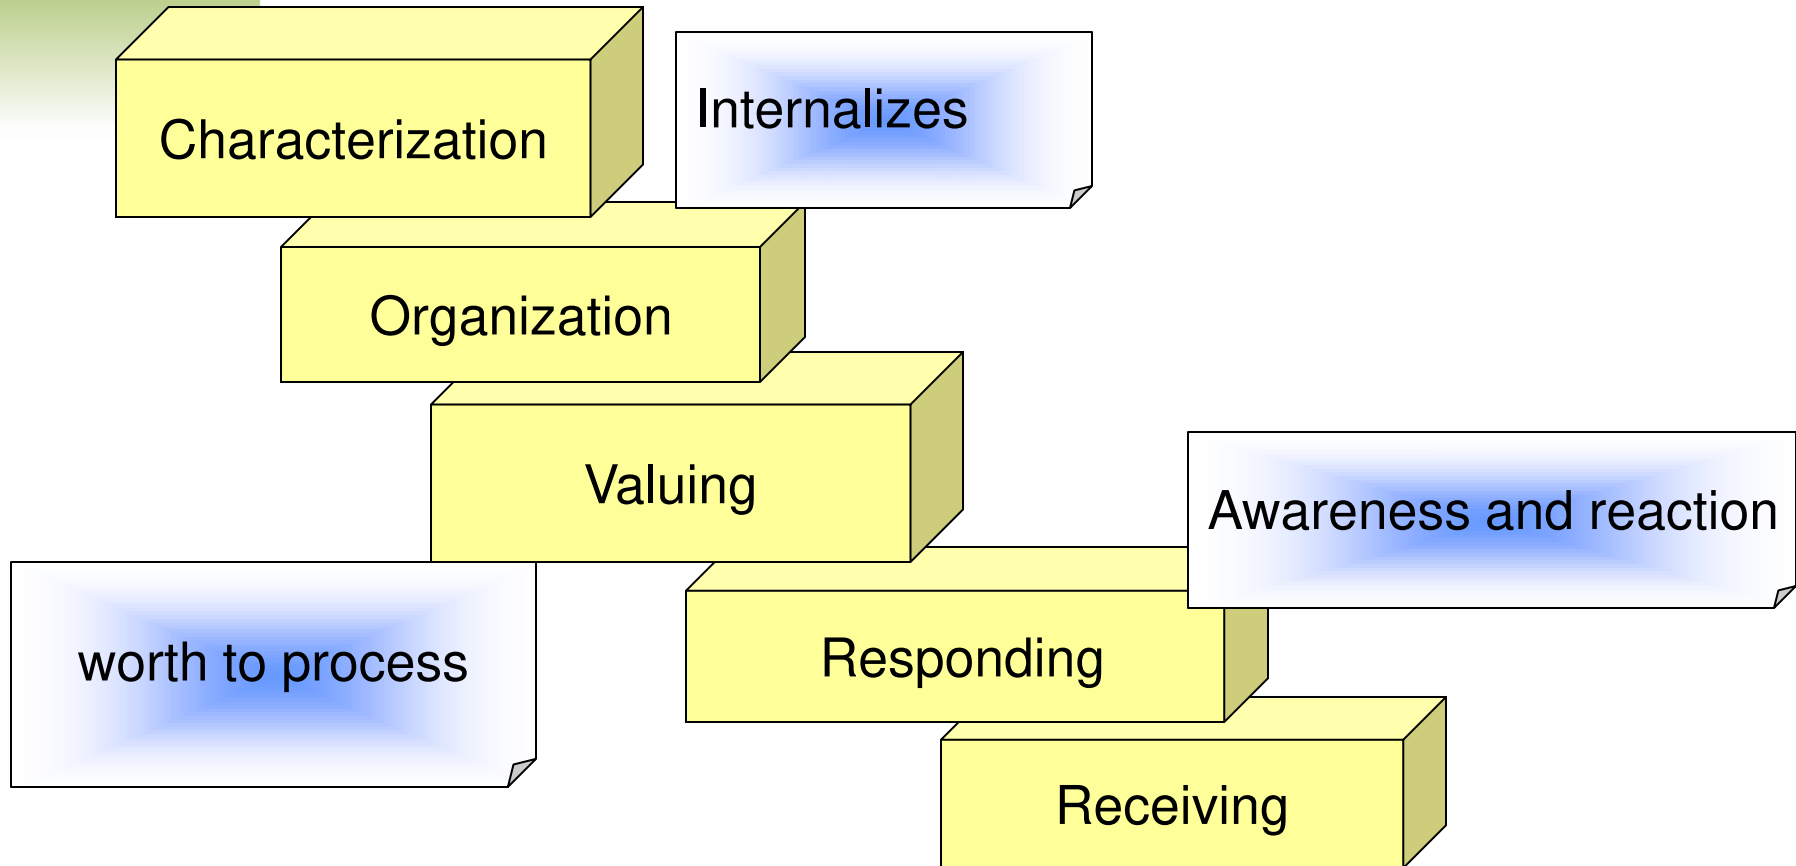 Characterization
Internalizes
Organization
Valuing
Awareness and reaction
worth to process
Responding
Receiving